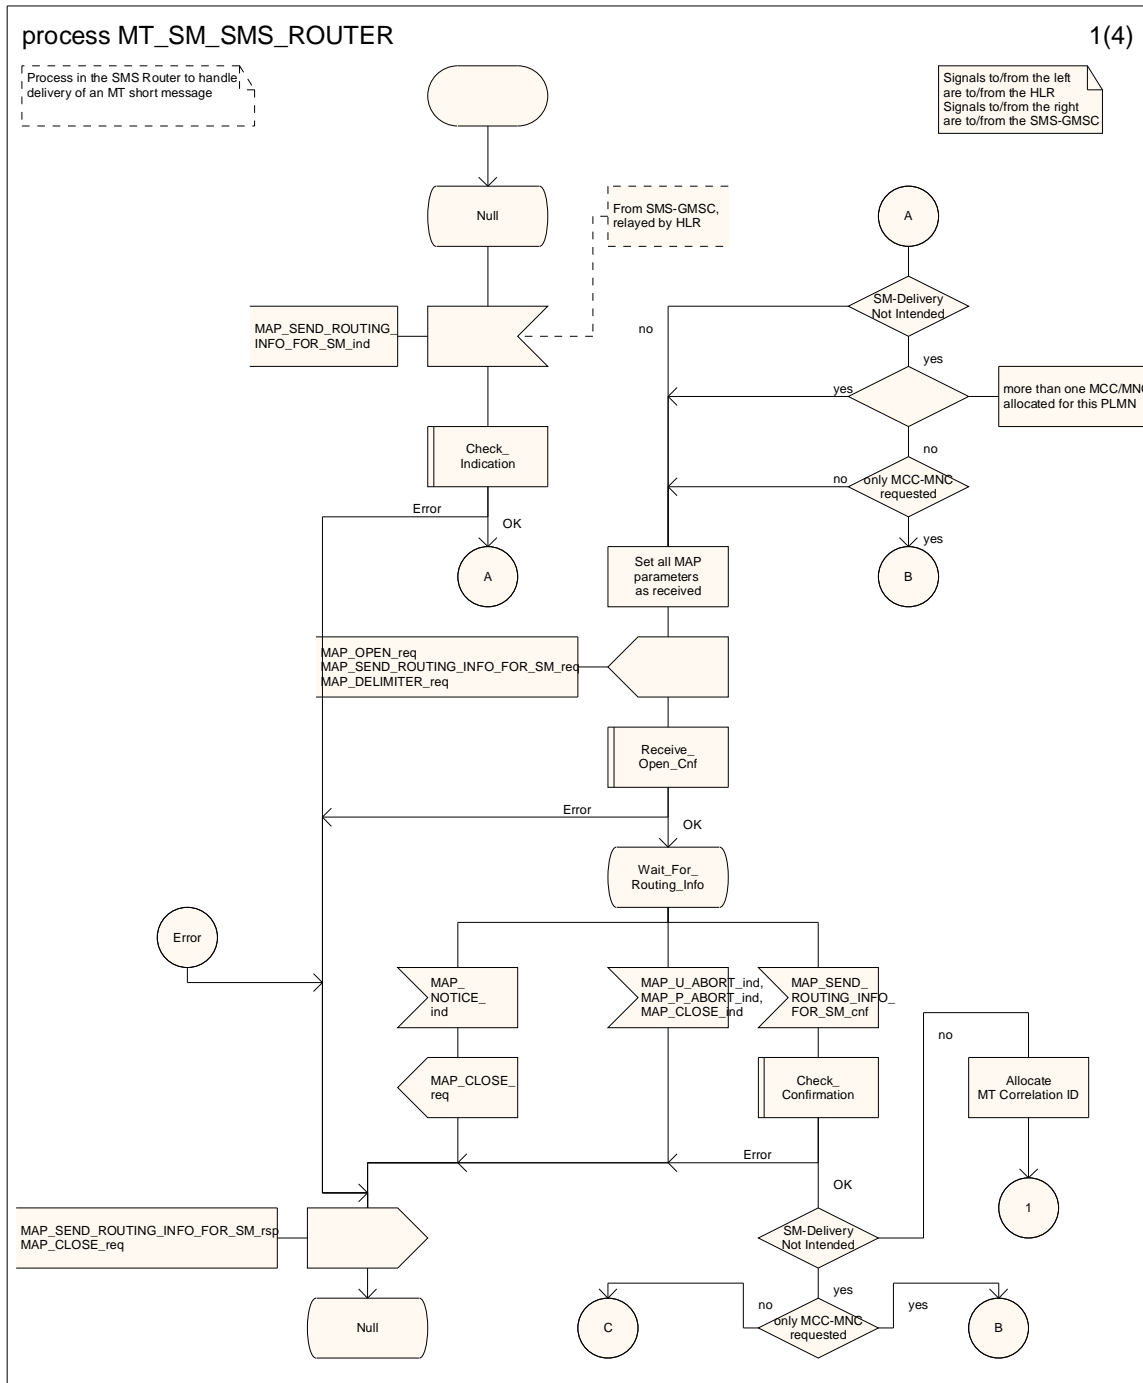 process MT_SM_SMS_ROUTER
1(4)
Process in the SMS Router to handle
delivery of an MT short message
Signals to/from the left
are to/from the HLR
Signals to/from the right
are to/from the SMS-GMSC
Null
From SMS-GMSC,
relayed by HLR
A
MAP_SEND_ROUTING_
INFO_FOR_SM_ind
SM-Delivery
Not Intended
no
yes
yes
more than one MCC/MNC
allocated for this PLMN
no
Check_
Indication
only MCC-MNC
requested
no
yes
Error
OK
A
B
Set all MAP
parameters
as received
MAP_OPEN_req
MAP_SEND_ROUTING_INFO_FOR_SM_req
MAP_DELIMITER_req
Receive_
Open_Cnf
Error
OK
Wait_For_
Routing_Info
Error
MAP_
NOTICE_
ind
MAP_U_ABORT_ind,
MAP_P_ABORT_ind,
MAP_CLOSE_ind
MAP_SEND_
ROUTING_INFO_
FOR_SM_cnf
no
MAP_CLOSE_
req
Check_
Confirmation
Allocate
MT Correlation ID
Error
OK
1
MAP_SEND_ROUTING_INFO_FOR_SM_rsp
MAP_CLOSE_req
SM-Delivery
Not Intended
yes
no
yes
Null
C
only MCC-MNC
requested
B